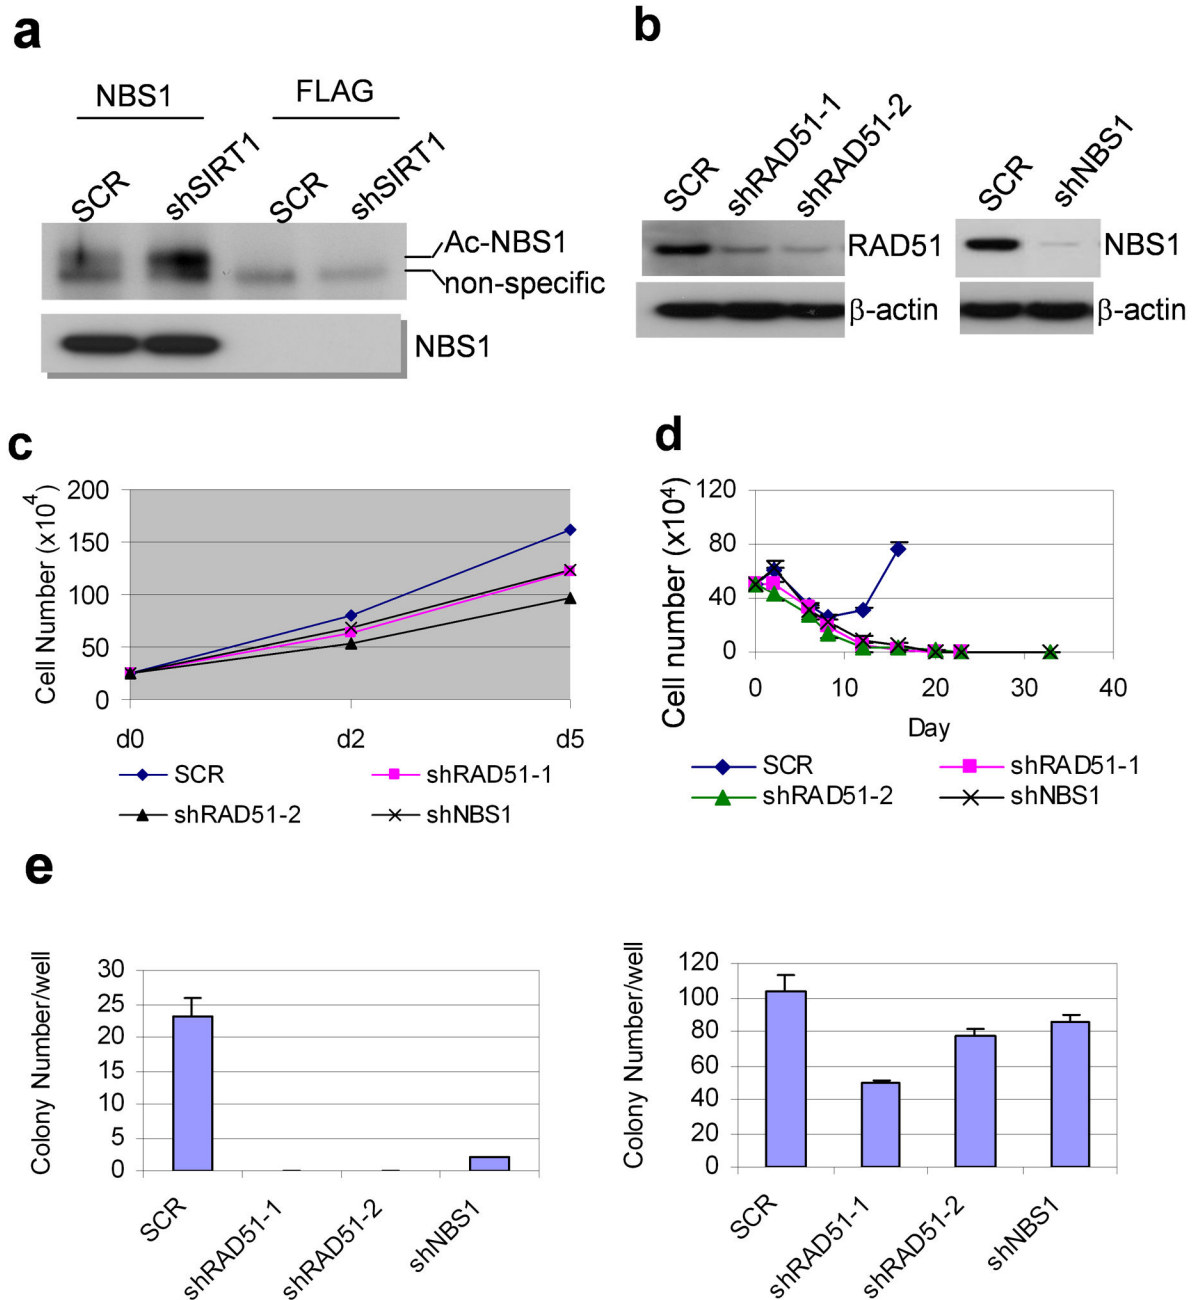 a
NBS1
FLAG
SCR
shSIRT1
SCR
shSIRT1
Ac-NBS1
non-specific
NBS1
b
SCR
shRAD51-1
shRAD51-2
RAD51
β-actin
SCR
shNBS1
NBS1
β-actin
c
Cell Number (x10⁴)
200
150
100
50
0
d0
d2
d5
SCR
shRAD51-1
shRAD51-2
shNBS1
d
Cell number (x10⁴)
120
80
40
0
0
10
20
30
40
Day
SCR
shRAD51-1
shRAD51-2
shNBS1
e
Colony Number/well
30
25
20
15
10
5
0
SCR
shRAD51-1
shRAD51-2
shNBS1
Colony Number/well
120
100
80
60
40
20
0
SCR
shRAD51-1
shRAD51-2
shNBS1